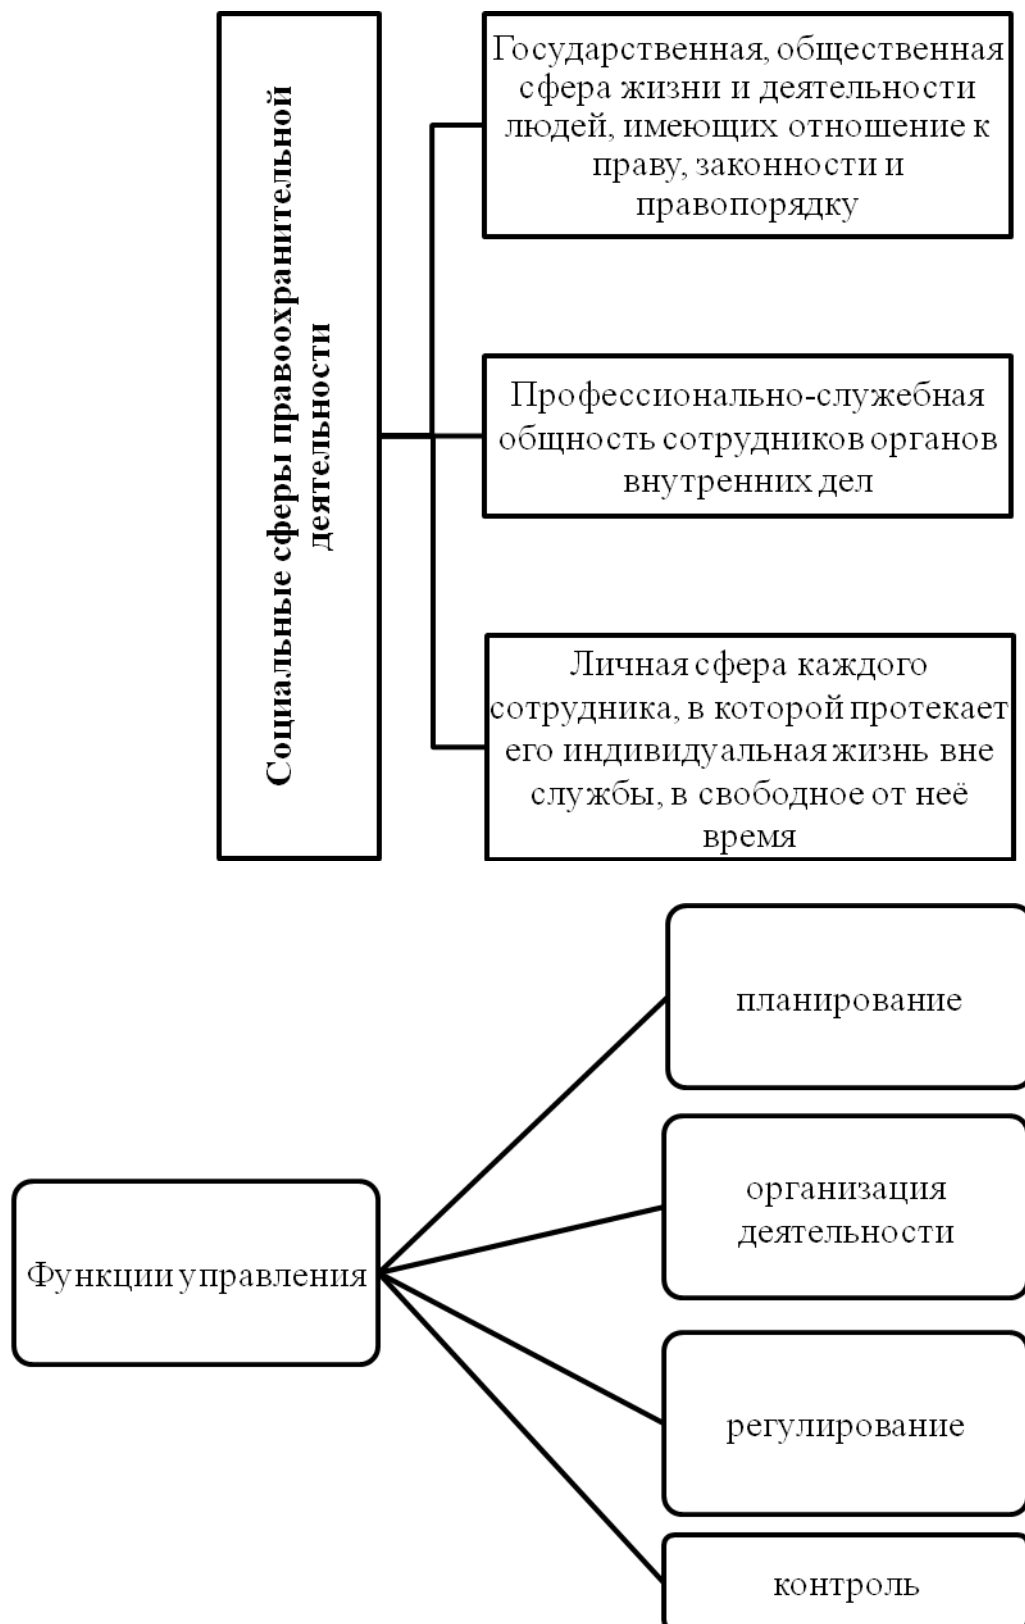 Социальные сферы правоохранительной
деятельности
Государственная, общественная
сфера жизни и деятельности
людей, имеющих отношение к
праву, законности и
правопорядку
Профессионально-служебная
общность сотрудников органов
внутренних дел
Личная сфера каждого
сотрудника, в которой протекает
его индивидуальная жизнь вне
службы, в свободное от неё
время
Функции управления
планирование
организация
деятельности
регулирование
контроль